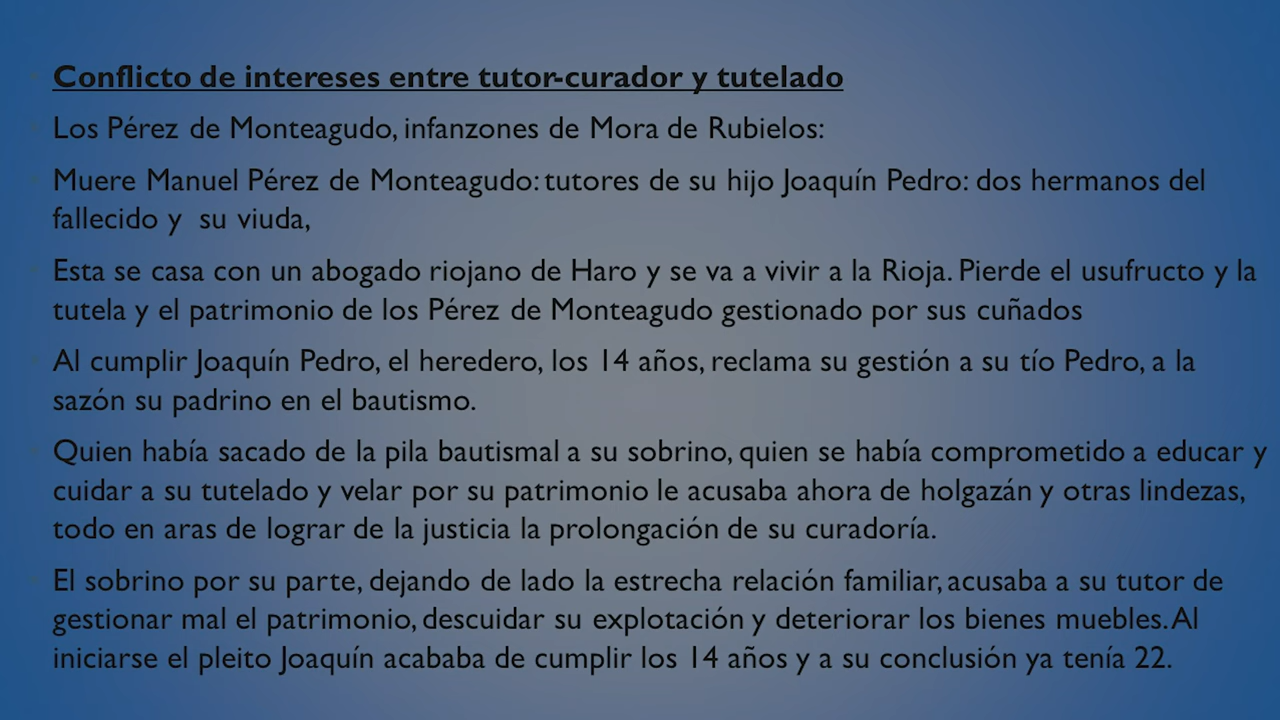 Conflicto de intereses entre tutor-curador y tutelado
Los Pérez de Monteagudo, infanzones de Mora de Rubielos:
Muere Manuel Pérez de Monteagudo: tutores de su hijo Joaquín Pedro: dos hermanos del
fallecido y su viuda,
Esta se casa con un abogado riojano de Haro y se va a vivir a la Rioja. Pierde el usufructo y la
tutela y el patrimonio de los Pérez de Monteagudo gestionado por sus cuñados
Al cumplir Joaquín Pedro, el heredero, los 14 años, reclama su gestión a su tío Pedro, a la
sazón su padrino en el bautismo.
Quien había sacado de la pila bautismal a su sobrino, quien se había comprometido a educar y
cuidar a su tutelado y velar por su patrimonio le acusaba ahora de holgazán y otras lindezas,
todo en aras de lograr de la justicia la prolongación de su curadoría.
El sobrino por su parte, dejando de lado la estrecha relación familiar, acusaba a su tutor de
gestionar mal el patrimonio, descuidar su explotación y deteriorar los bienes muebles. Al
iniciarse el pleito Joaquín acababa de cumplir los 14 años y a su conclusión ya tenía 22.